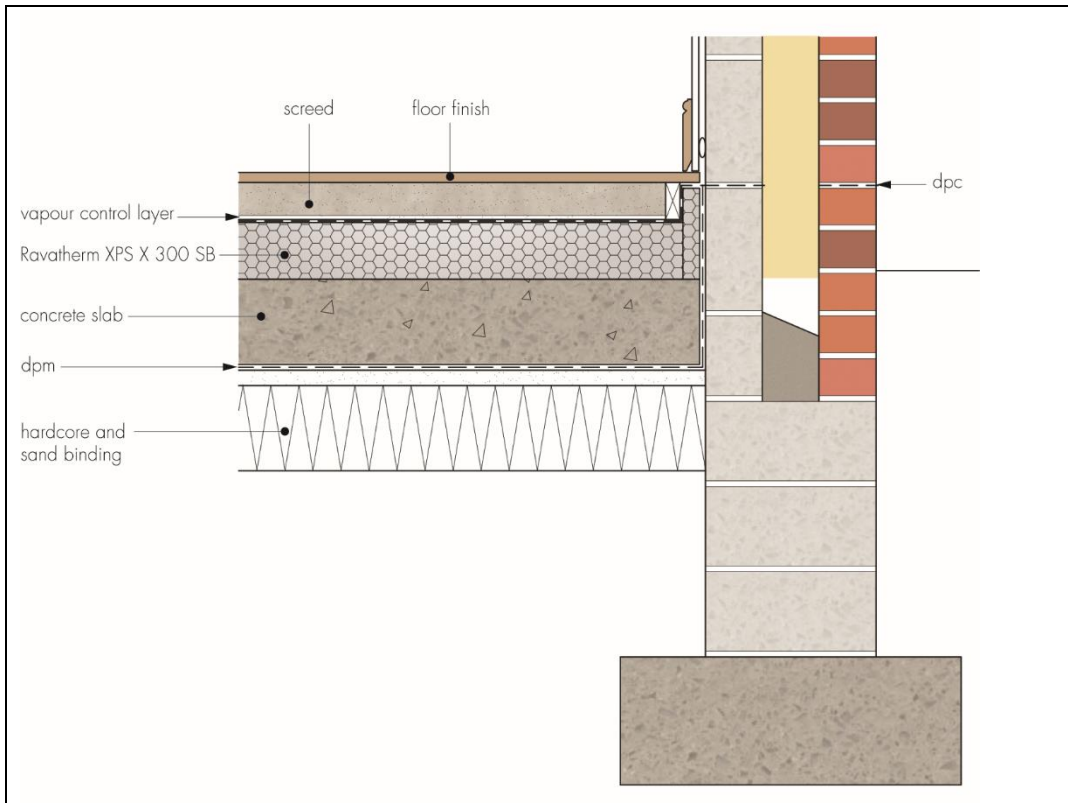 screed
floor finish
vapour control layer
dpc
Ravatherm XPS X 300 SB
concrete slab
dpm
hardcore and
sand binding